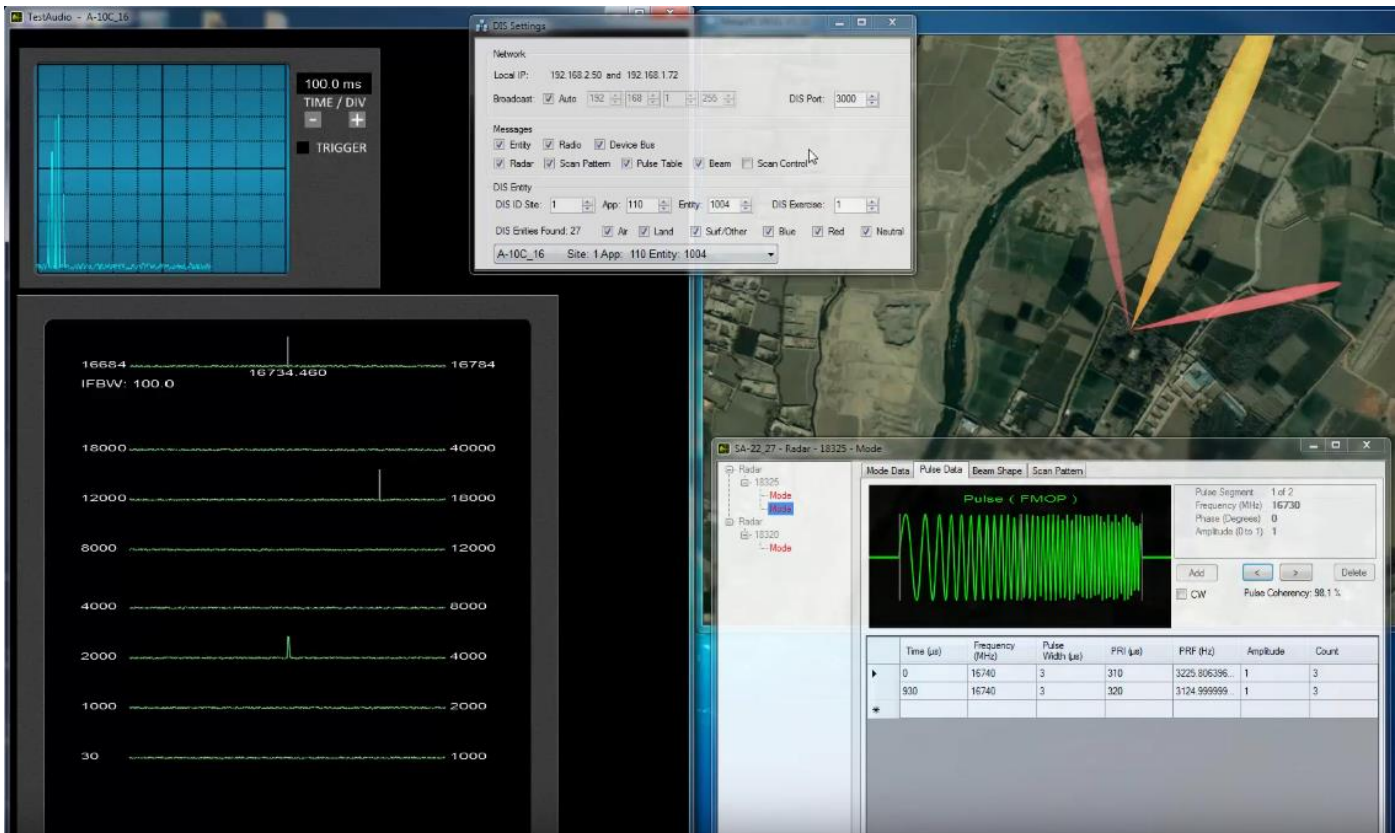 TestAudio - A-10C_16
100.0 ms
TIME / DIV
- +
TRIGGER
DIS Settings
Network
Local IP: 192.168.2.50 and 192.168.1.72
Broadcast: Auto 192 168 1 255 DIS Port: 3000
Messages
Entity Radio Device Bus
Radar Scan Pattern Pulse Table Beam Scan Control
DIS Entity
DIS ID Site: 1 App: 110 Entity: 1004 DIS Exercise: 1
DIS Entities Found: 27 Air Land Surf/Other Blue Red Neutral
A-10C_16 Site: 1 App: 110 Entity: 1004
16684 16784
16734.460
IFBW: 100.0
18000 40000
12000 18000
8000 12000
4000 8000
2000 4000
1000 2000
30 1000
SA-22_27 - Radar - 18325 - Mode
Radar
18325
Mode
Mode
Radar
18320
Mode
Mode Data Pulse Data Beam Shape Scan Pattern
Pulse ( FMOP )
Pulse Segment 1 of 2
Frequency (MHz) 16730
Phase (Degrees) 0
Amplitude (0 to 1) 1
Add < > Delete
CW Pulse Coherency: 98.1 %
Time (µs) Frequency (MHz) Pulse Width (µs) PRI (µs) PRF (Hz) Amplitude Count
0 16740 3 310 3225.806396... 1 3
930 16740 3 320 3124.999999... 1 3